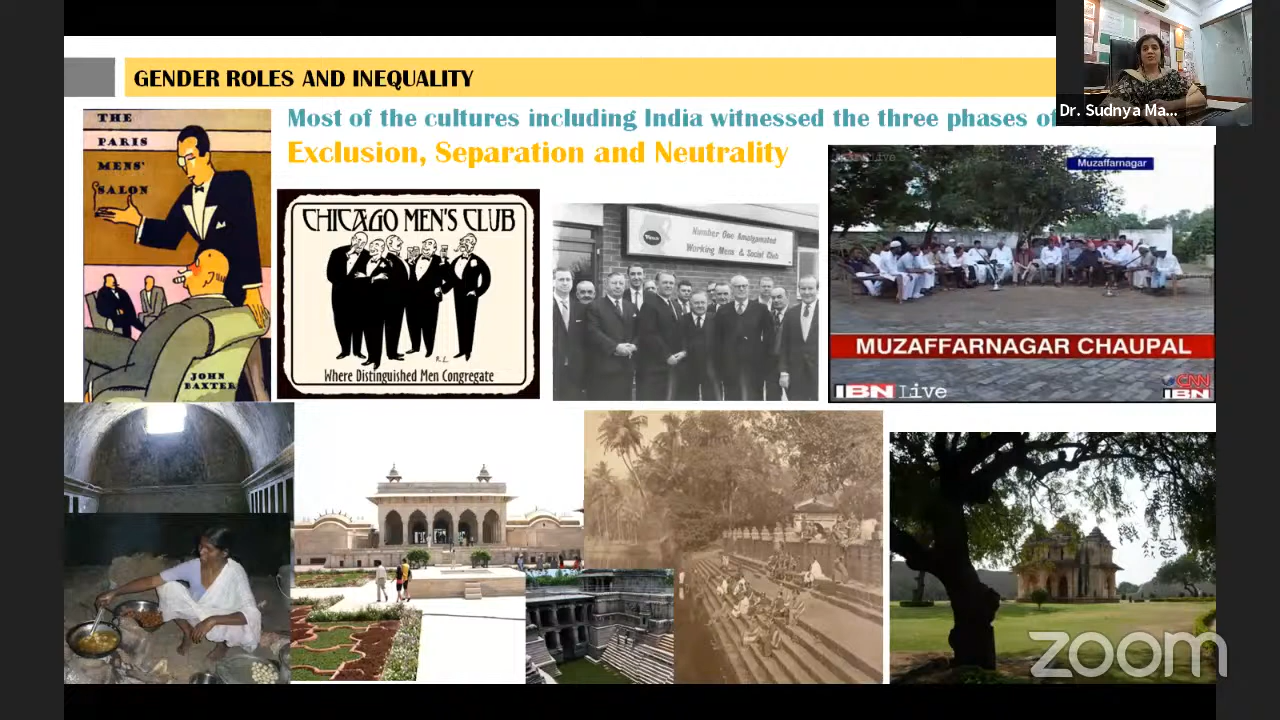 GENDER ROLES AND INEQUALITY
Most of the cultures including India witnessed the three phases of
Exclusion, Separation and Neutrality
Dr. Sudnya Ma...
THE
PARIS
MENS'
SALON
JOHN
BAXTER
CHICAGO MEN'S CLUB
R.L.
Where Distinguished Men Congregate
Number One Amalgamated
Working Mens & Social Club
Live
Muzaffarnagar
MUZAFFARNAGAR CHAUPAL
IBN Live
CNN
IBN
zoom